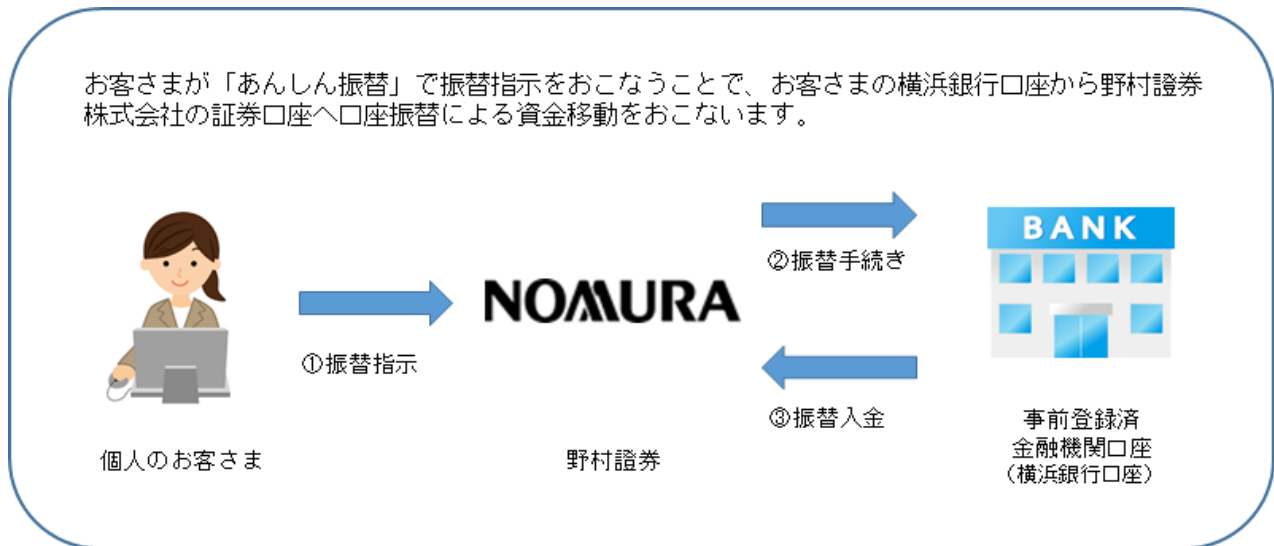 お客さまが「あんしん振替」で振替指示をおこなうことで、お客さまの横浜銀行口座から野村證券
株式会社の証券口座へ口座振替による資金移動をおこないます。
BANK
②振替手続き
NOMURA
①振替指示
③振替入金
個人のお客さま
野村證券
事前登録済
金融機関口座
（横浜銀行口座）